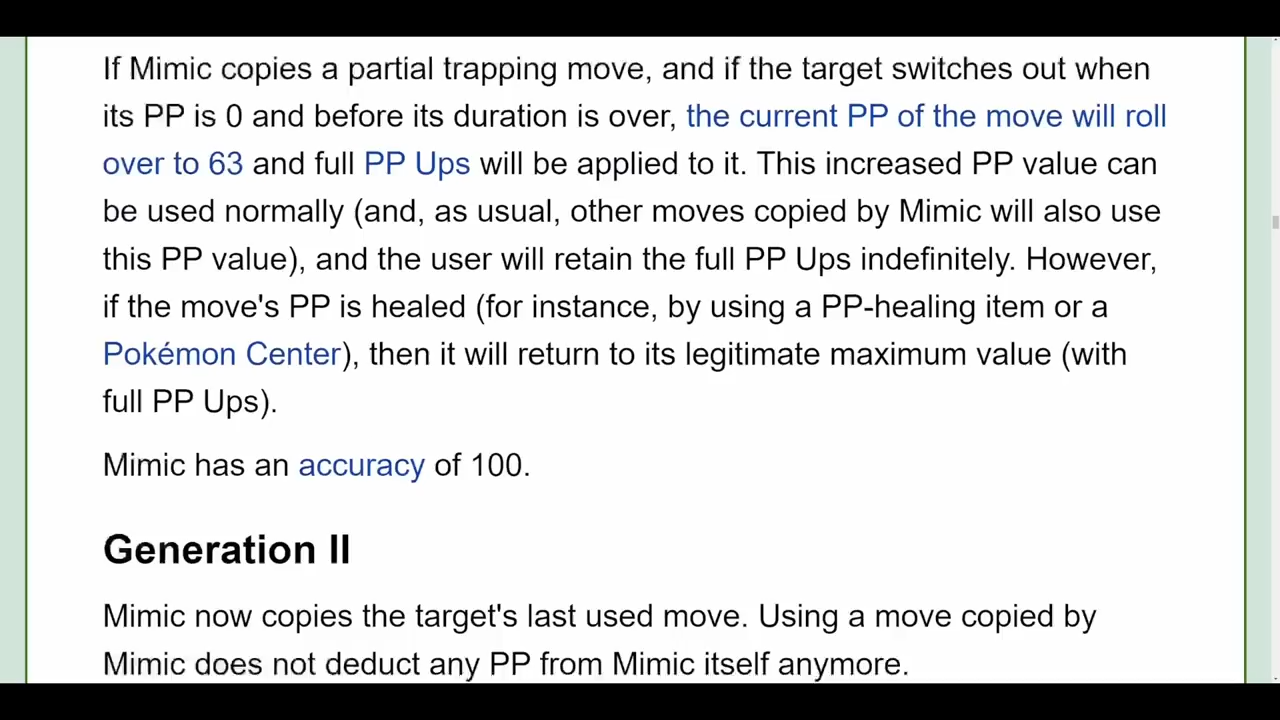 If Mimic copies a partial trapping move, and if the target switches out when
its PP is 0 and before its duration is over, the current PP of the move will roll
over to 63 and full PP Ups will be applied to it. This increased PP value can
be used normally (and, as usual, other moves copied by Mimic will also use
this PP value), and the user will retain the full PP Ups indefinitely. However,
if the move's PP is healed (for instance, by using a PP-healing item or a
Pokémon Center), then it will return to its legitimate maximum value (with
full PP Ups).
Mimic has an accuracy of 100.
Generation II
Mimic now copies the target's last used move. Using a move copied by
Mimic does not deduct any PP from Mimic itself anymore.